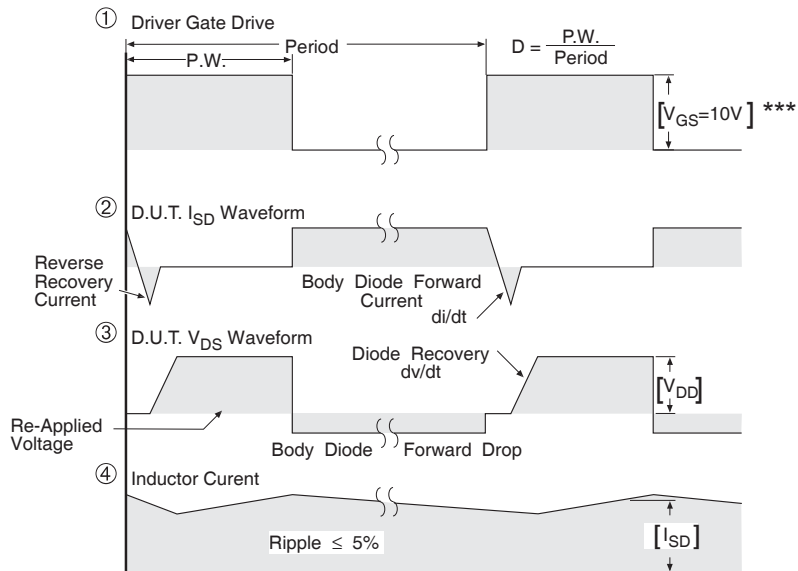 ① Driver Gate Drive
Period
P.W.
D = P.W.
Period
[VGS=10V] ***
② D.U.T. ISD Waveform
Reverse
Recovery
Current
Body Diode Forward
Current
di/dt
③ D.U.T. VDS Waveform
Diode Recovery
dv/dt
[VDD]
Re-Applied
Voltage
Body Diode Forward Drop
④ Inductor Curent
Ripple ≤ 5%
[ISD]